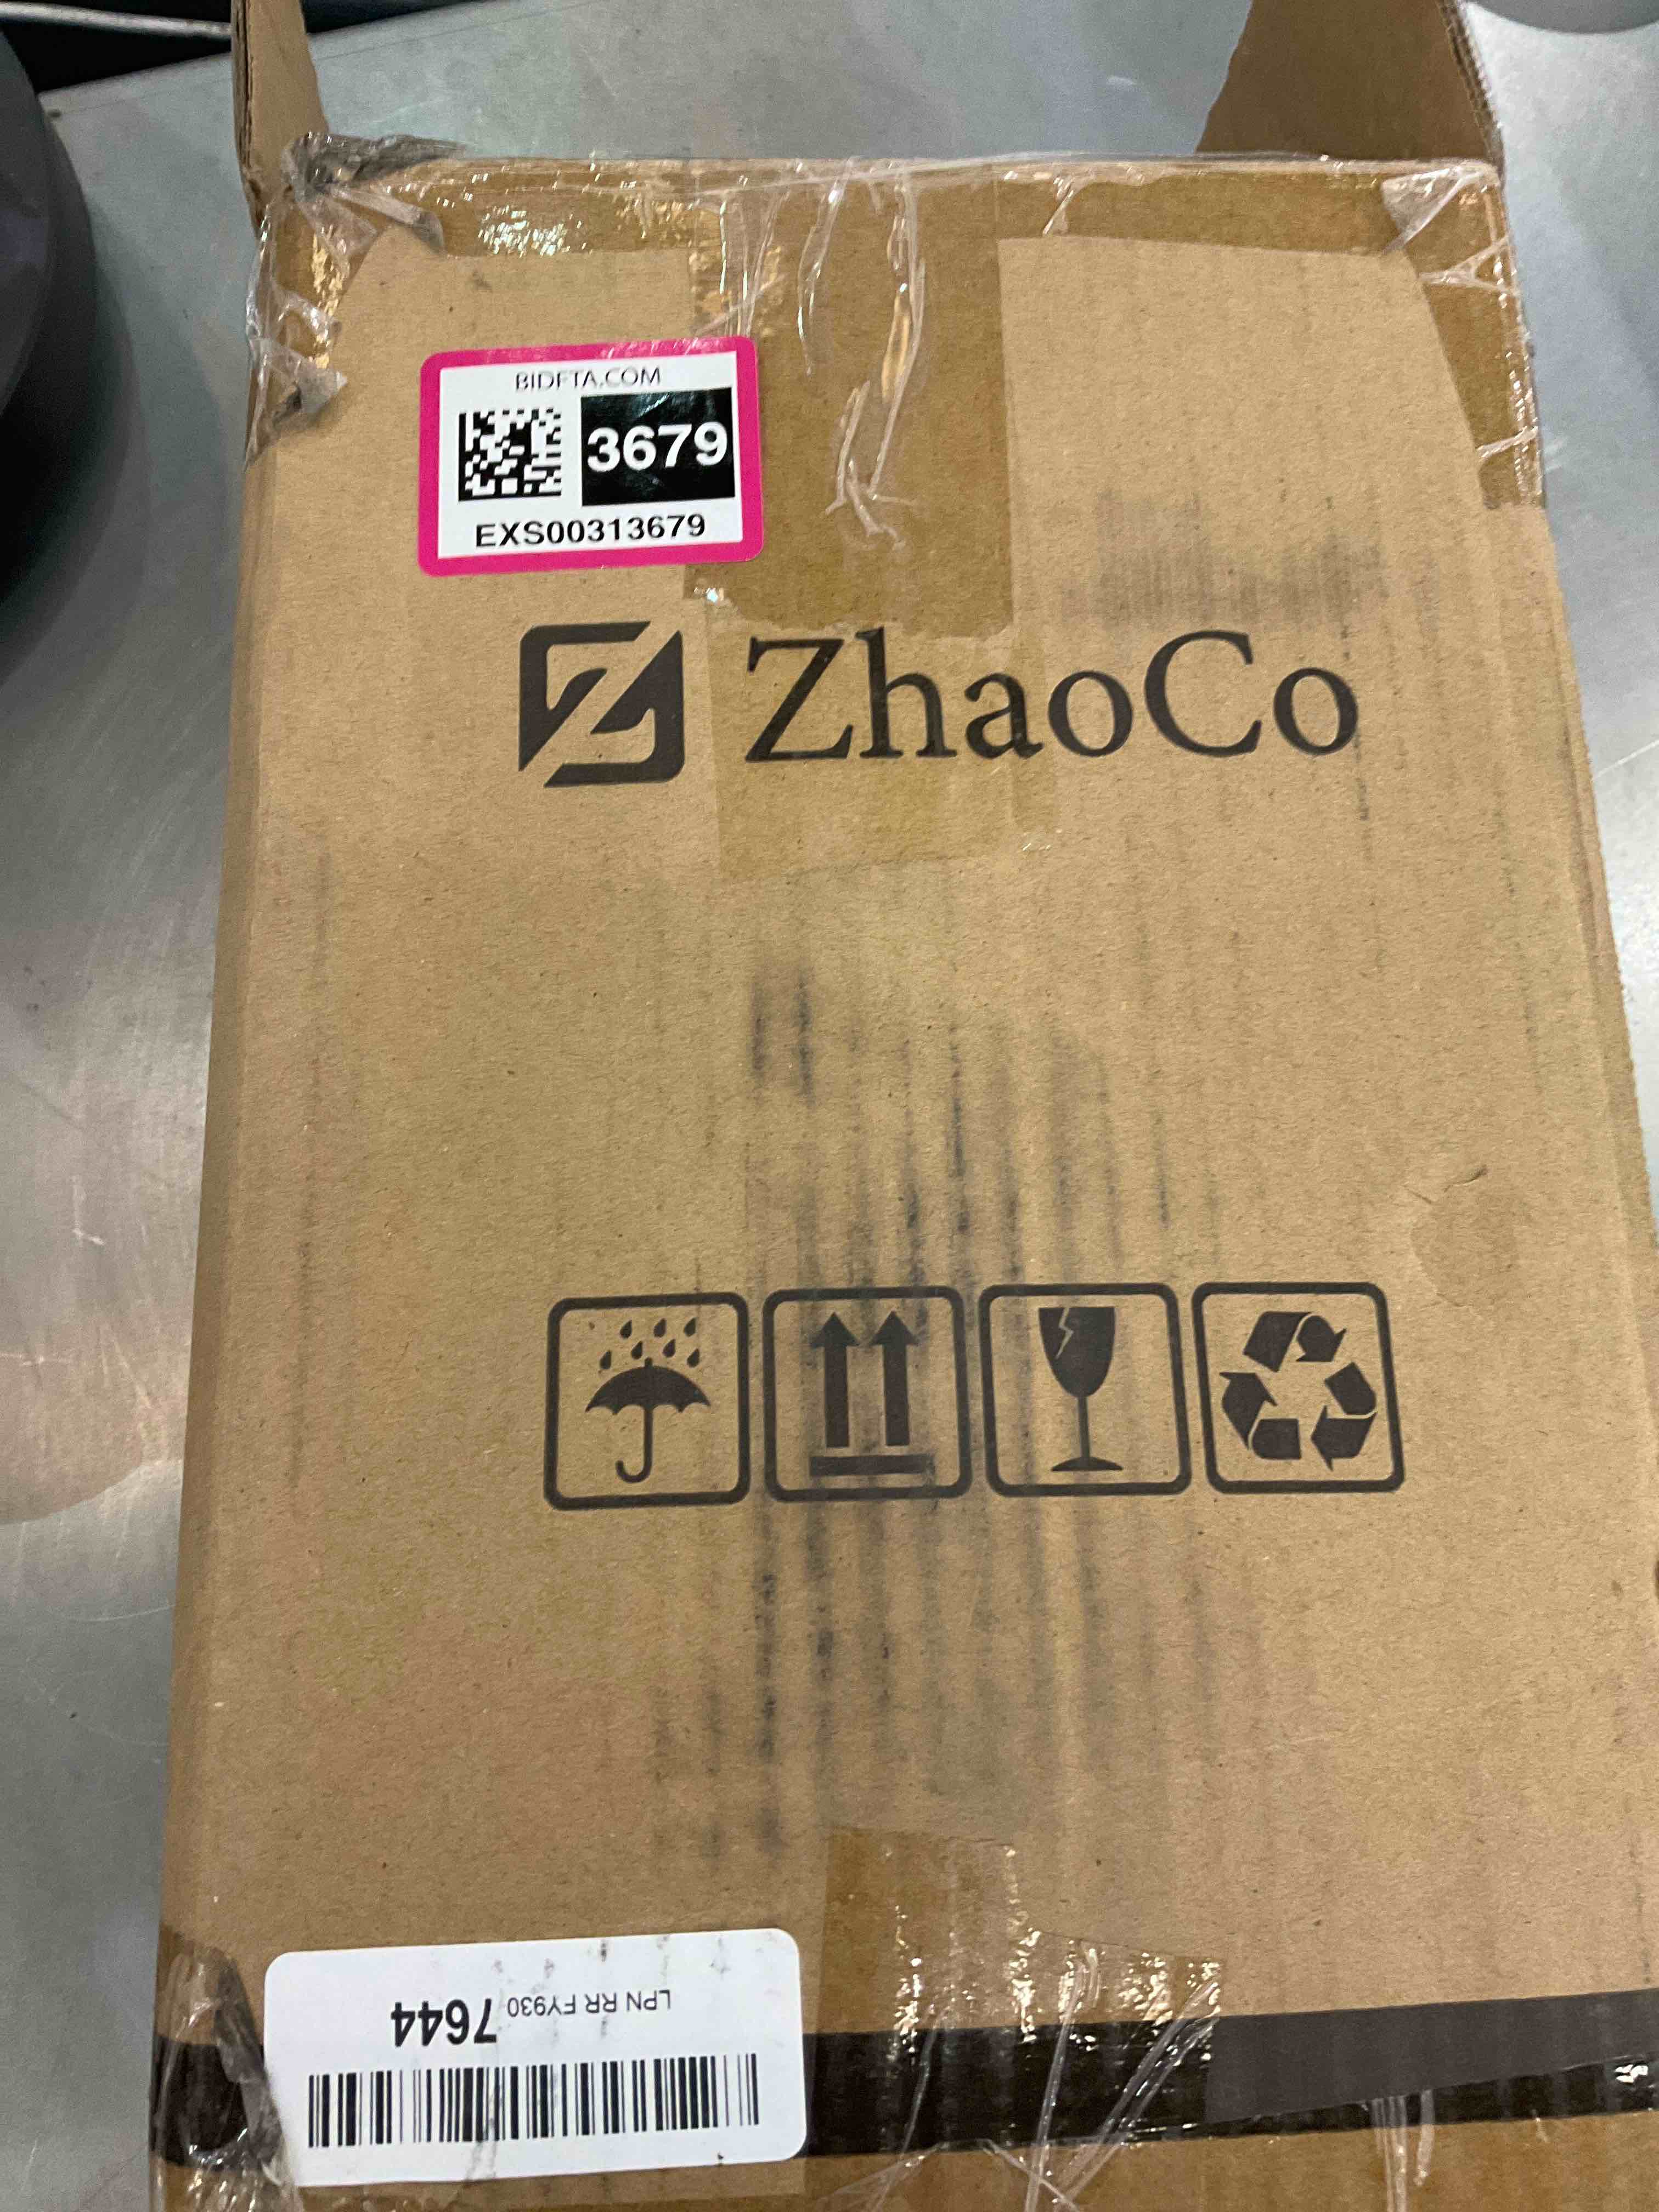 BIDFTA.COM
3679
EXS00313679
ZhaoCo
LPN RR FY930 7644